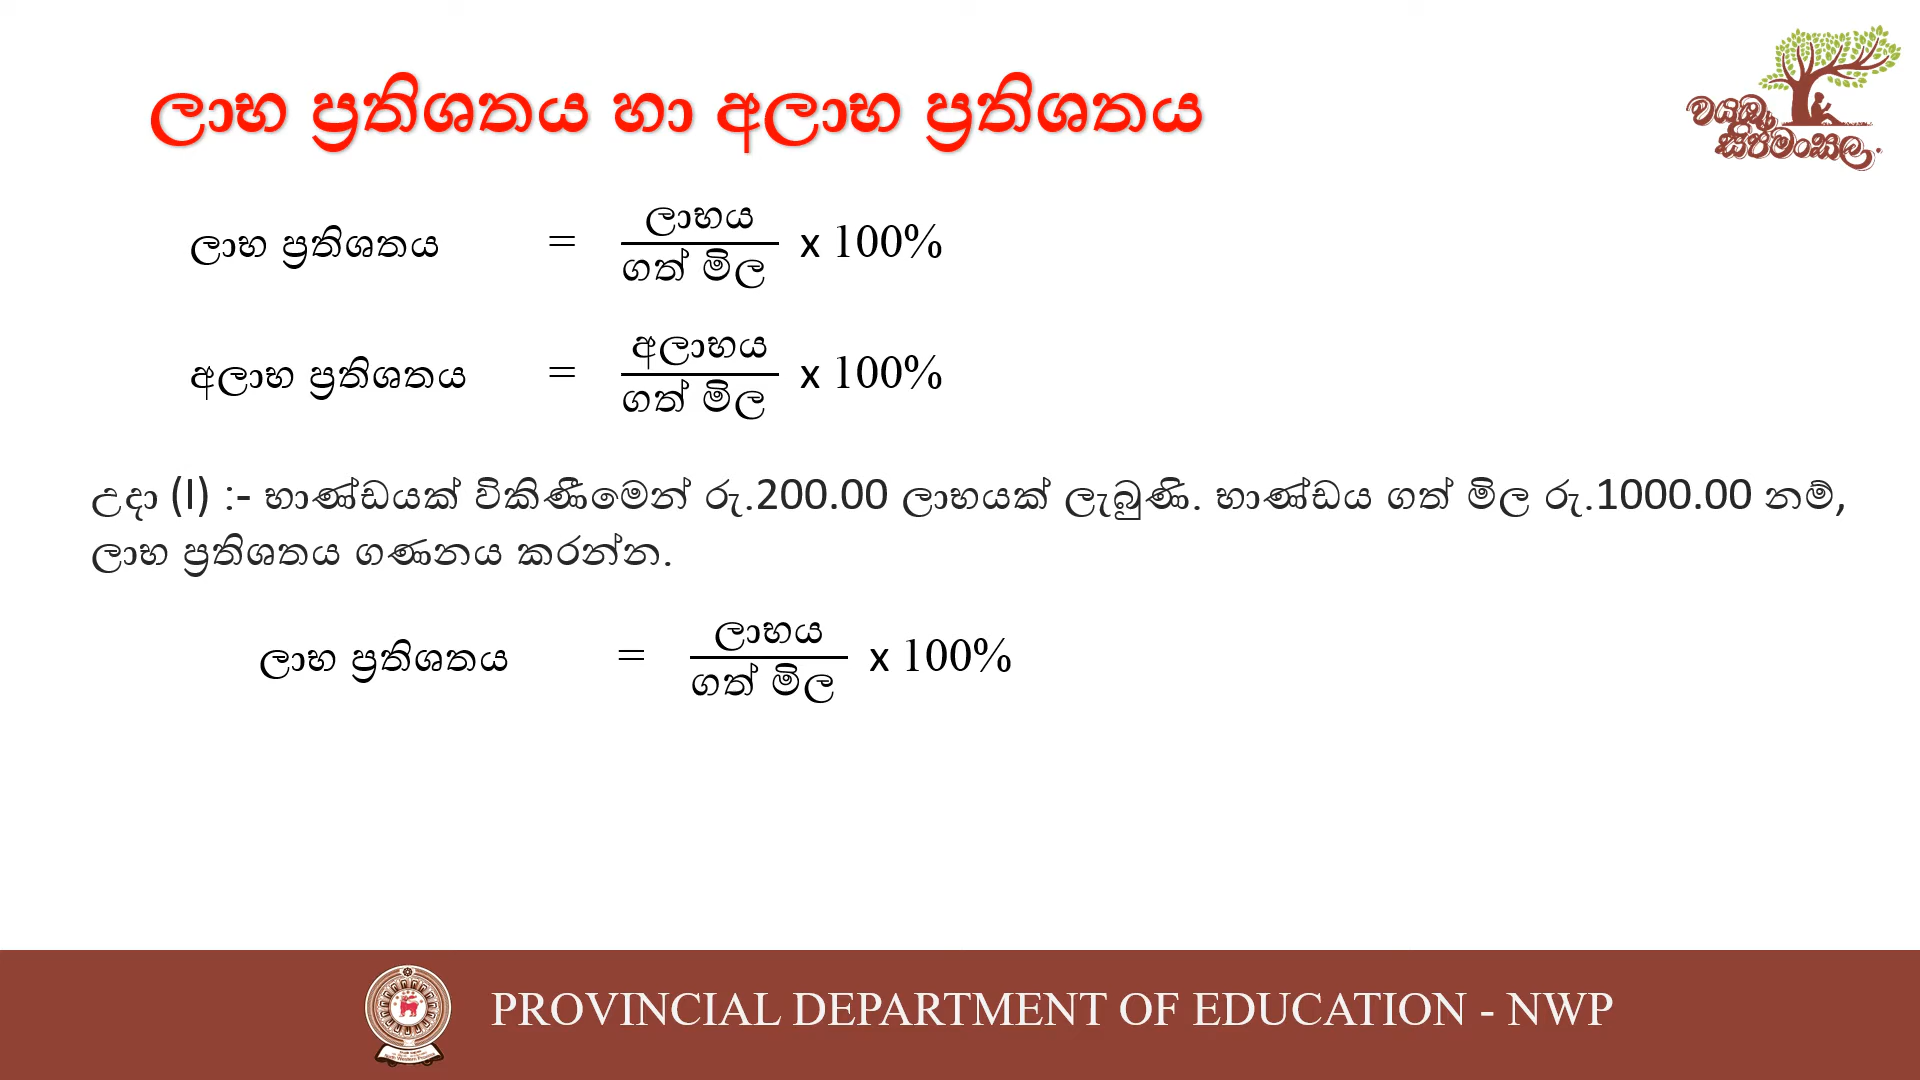 ලාභ ප්‍රතිශතය හා අලාභ ප්‍රතිශතය
වයඹ
සිප්මංසල
ලාභ ප්‍රතිශතය = ලාභය / ගත් මිල x 100%
අලාභ ප්‍රතිශතය = අලාභය / ගත් මිල x 100%
උදා (I) :- භාණ්ඩයක් විකිණීමෙන් රු.200.00 ලාභයක් ලැබුණි. භාණ්ඩය ගත් මිල රු.1000.00 නම්,
ලාභ ප්‍රතිශතය ගණනය කරන්න.
ලාභ ප්‍රතිශතය = ලාභය / ගත් මිල x 100%
PROVINCIAL DEPARTMENT OF EDUCATION - NWP